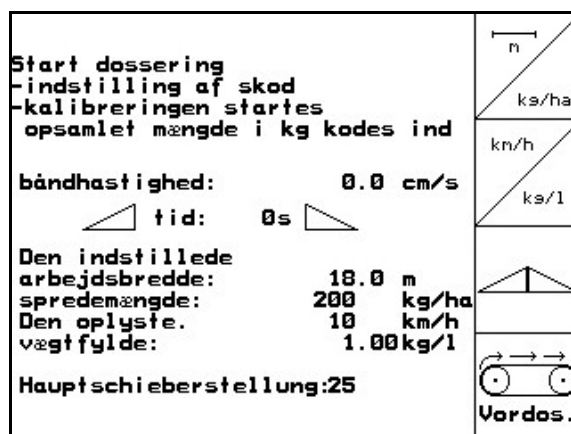 Start dossering
-indstilling af skod
-kalibreringen startes
opsamlet mængde i kg kodes ind
båndhastighed: 0.0 cm/s
tid: 0s
Den indstillede
arbejdsbredde: 18.0 m
spredemængde: 200 kg/ha
Den oplyste. 10 km/h
vægtfylde: 1.00kg/l
Hauptschieberstellung:25
m
kg/ha
km/h
kg/l
Vordos.